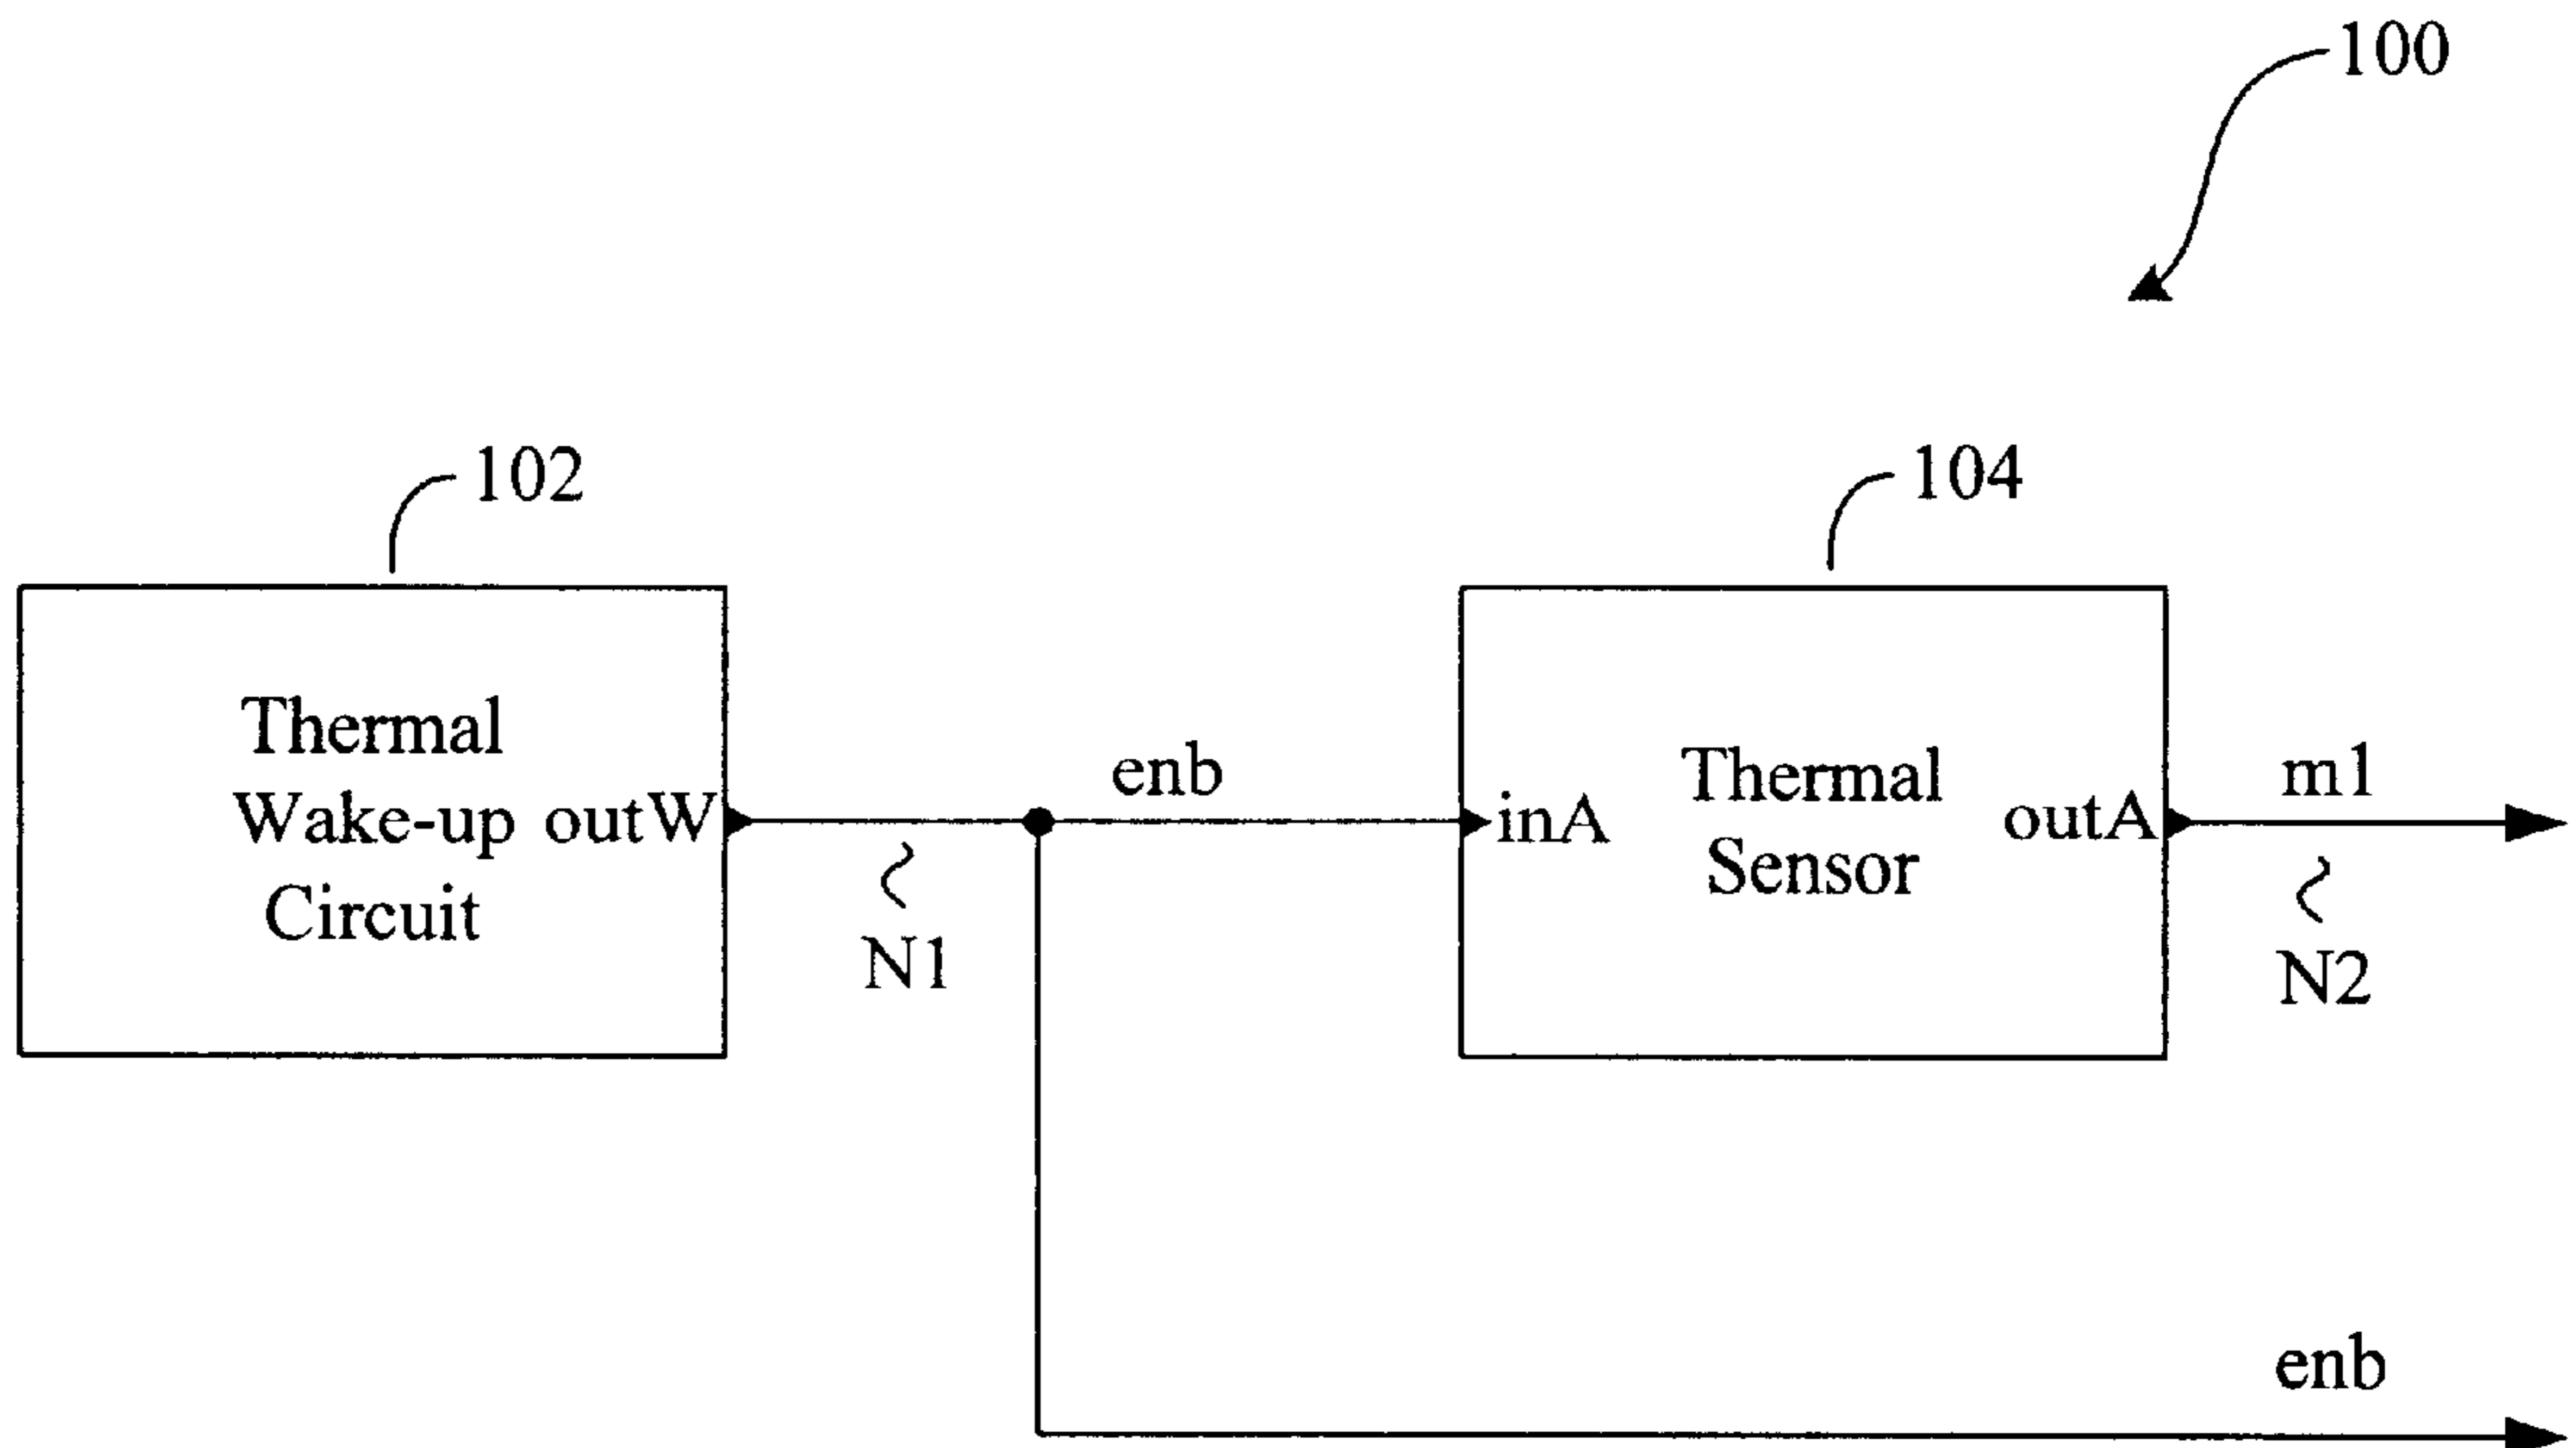 100
102
104
Thermal
Wake-up
Circuit
outW
enb
N1
inA
Thermal
Sensor
outA
m1
N2
enb